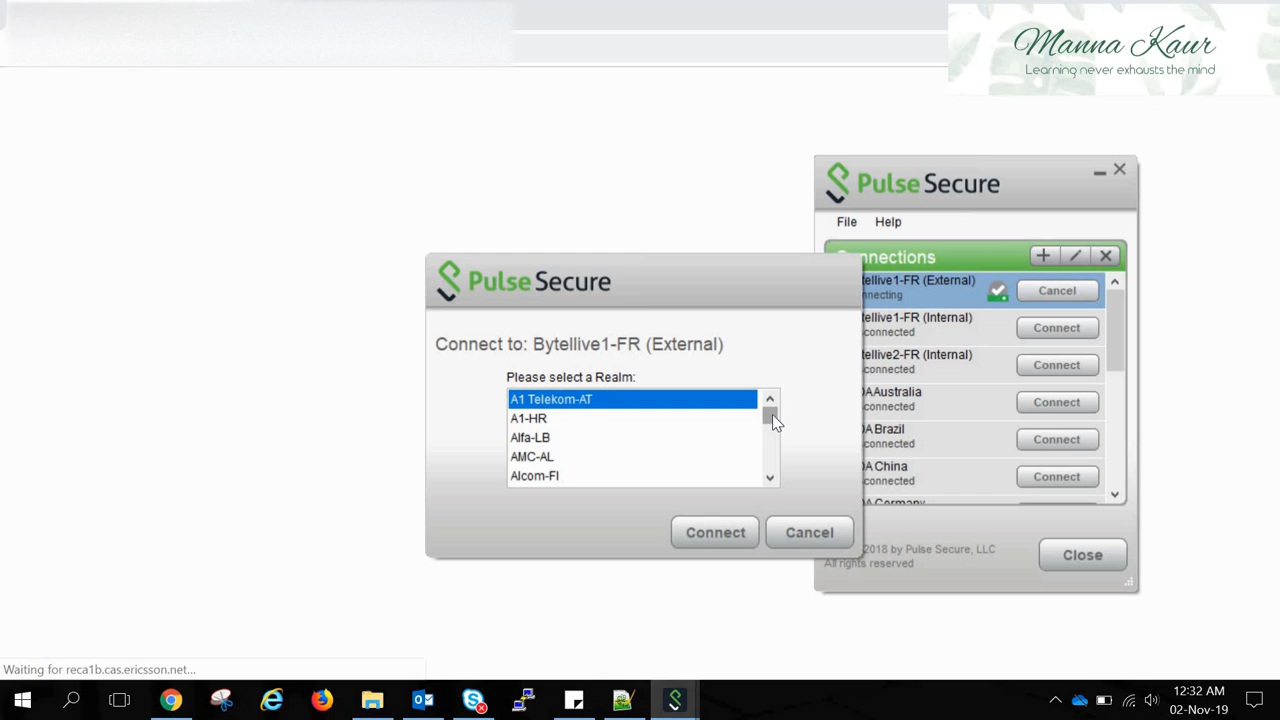 Manna Kaur
Learning never exhausts the mind
Pulse Secure
File Help
nnections
tellive1-FR (External)
nnecting
Cancel
tellive1-FR (Internal)
connected
Connect
tellive2-FR (Internal)
connected
Connect
Australia
connected
Connect
Brazil
connected
Connect
China
connected
Connect
2018 by Pulse Secure, LLC
All rights reserved
Close
Pulse Secure
Connect to: Bytellive1-FR (External)
Please select a Realm:
A1 Telekom-AT
A1-HR
Alfa-LB
AMC-AL
Alcom-FI
Connect Cancel
Waiting for reca1b.cas.ericsson.net...
12:32 AM
02-Nov-19